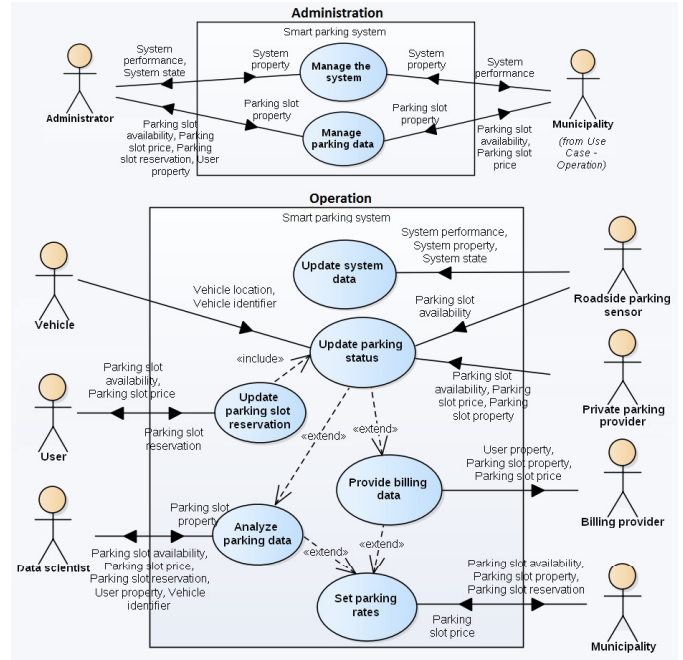 Administration
Smart parking system
System
performance,
System state
System
property
Manage the
system
System
property
System
performance
Administrator
Parking slot
property
Manage
parking data
Parking slot
property
Municipality
(from Use
Case -
Operation)
Parking slot
availability, Parking
slot price, Parking
slot reservation, User
property
Parking slot
availability,
Parking slot
price
Operation
Smart parking system
Update system
data
System performance,
System property,
System state
Roadside parking
sensor
Vehicle
Vehicle location,
Vehicle identifier
Parking slot
availability
Update parking
status
«include»
Parking slot
availability,
Parking slot price
Update
parking slot
reservation
Parking slot
reservation
User
Parking slot
availability, Parking
slot price, Parking
slot property
Private parking
provider
«extend»
«extend»
User property,
Parking slot property,
Parking slot price
Provide billing
data
Billing provider
Parking slot
property
Analyze
parking data
Data scientist
Parking slot availability,
Parking slot price,
Parking slot reservation,
User property, Vehicle
identifier
«extend»
«extend»
Set parking
rates
Parking slot availability,
Parking slot property,
Parking slot reservation
Parking
slot price
Municipality